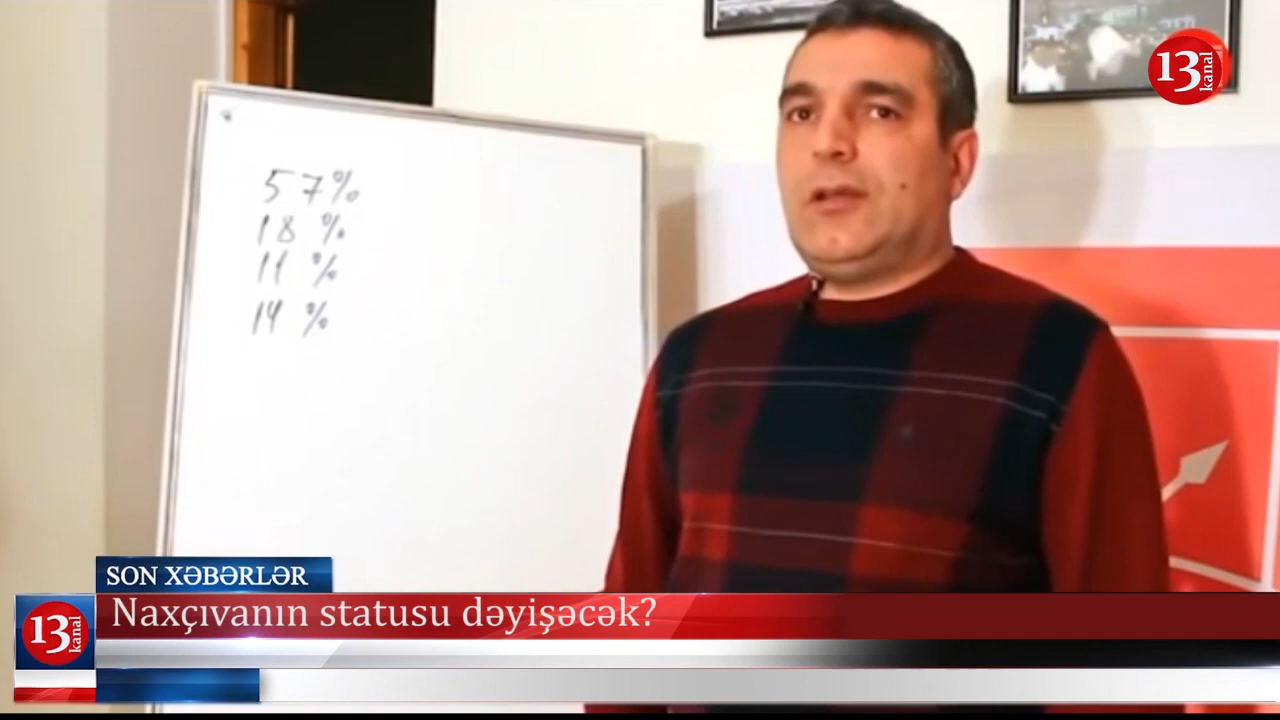 13
kanal
57%
18 %
11 %
14 %
SON XƏBƏRLƏR
Naxçıvanın statusu dəyişəcək?
13
kanal